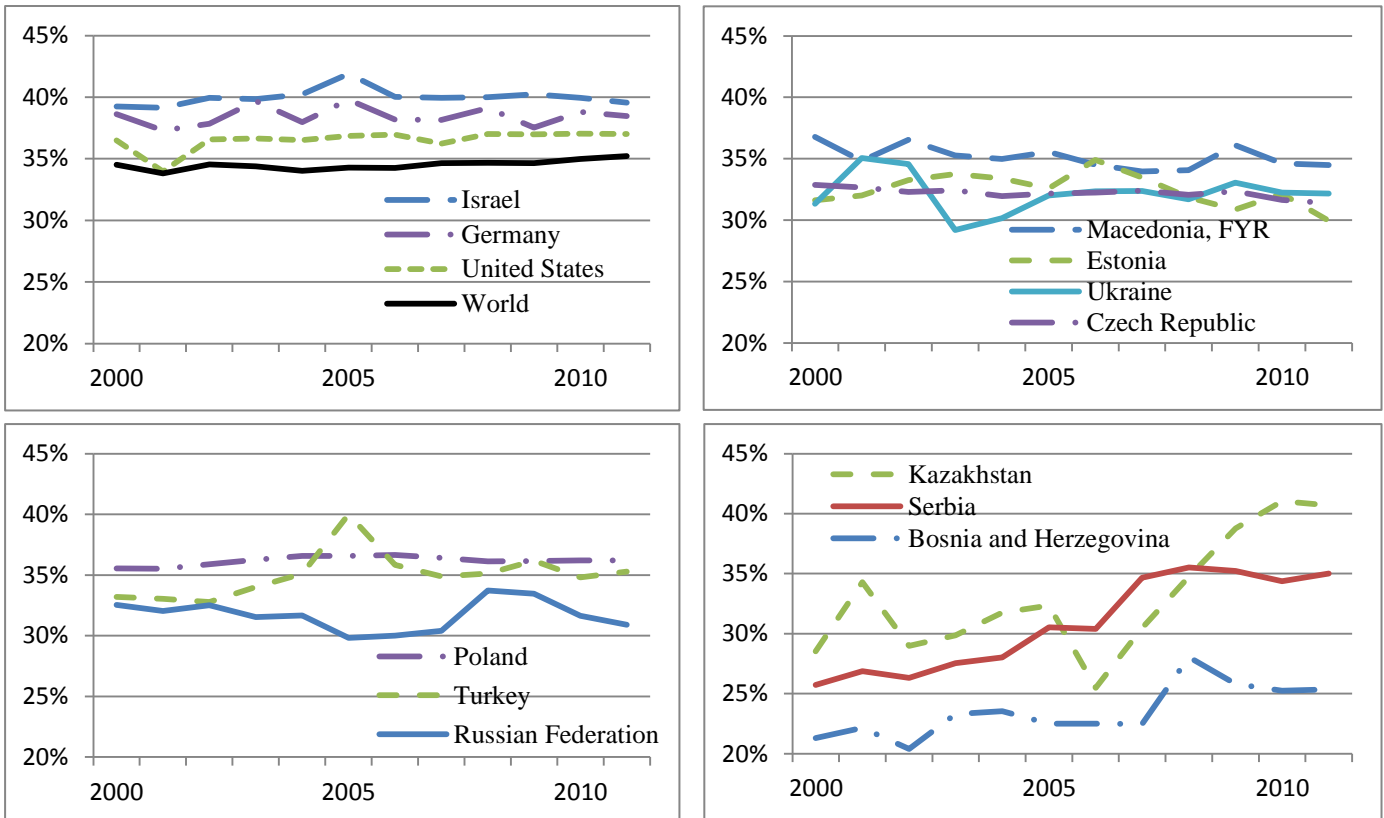 45%
40%
35%
30%
25%
20%
2000 2005 2010
Israel
Germany
United States
World
45%
40%
35%
30%
25%
20%
2000 2005 2010
Macedonia, FYR
Estonia
Ukraine
Czech Republic
45%
40%
35%
30%
25%
20%
2000 2005 2010
Poland
Turkey
Russian Federation
45%
40%
35%
30%
25%
20%
2000 2005 2010
Kazakhstan
Serbia
Bosnia and Herzegovina